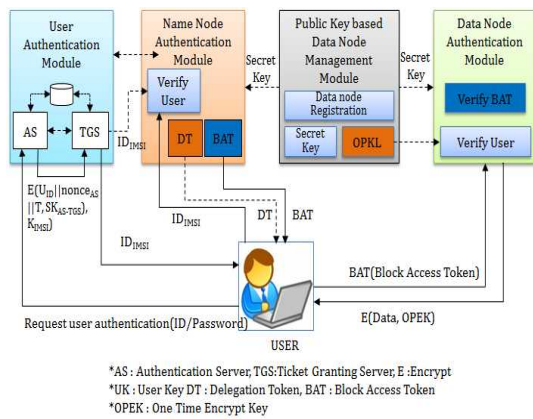 User
Authentication
Module
AS
TGS
Name Node
Authentication
Module
Verify
User
DT
BAT
Secret
Key
Public Key based
Data Node
Management
Module
Data node
Registration
Secret
Key
OPKL
Secret
Key
Data Node
Authentication
Module
Verify BAT
Verify User
ID_IMSI
E(U_ID||nonce_AS
||T, SK_AS-TGS),
K_IMSI)
ID_IMSI
ID_IMSI
DT
BAT
BAT(Block Access Token)
E(Data, OPEK)
Request user authentication(ID/Password)
USER
*AS : Authentication Server, TGS:Ticket Granting Server, E :Encrypt
*UK : User Key DT : Delegation Token, BAT : Block Access Token
*OPEK : One Time Encrypt Key